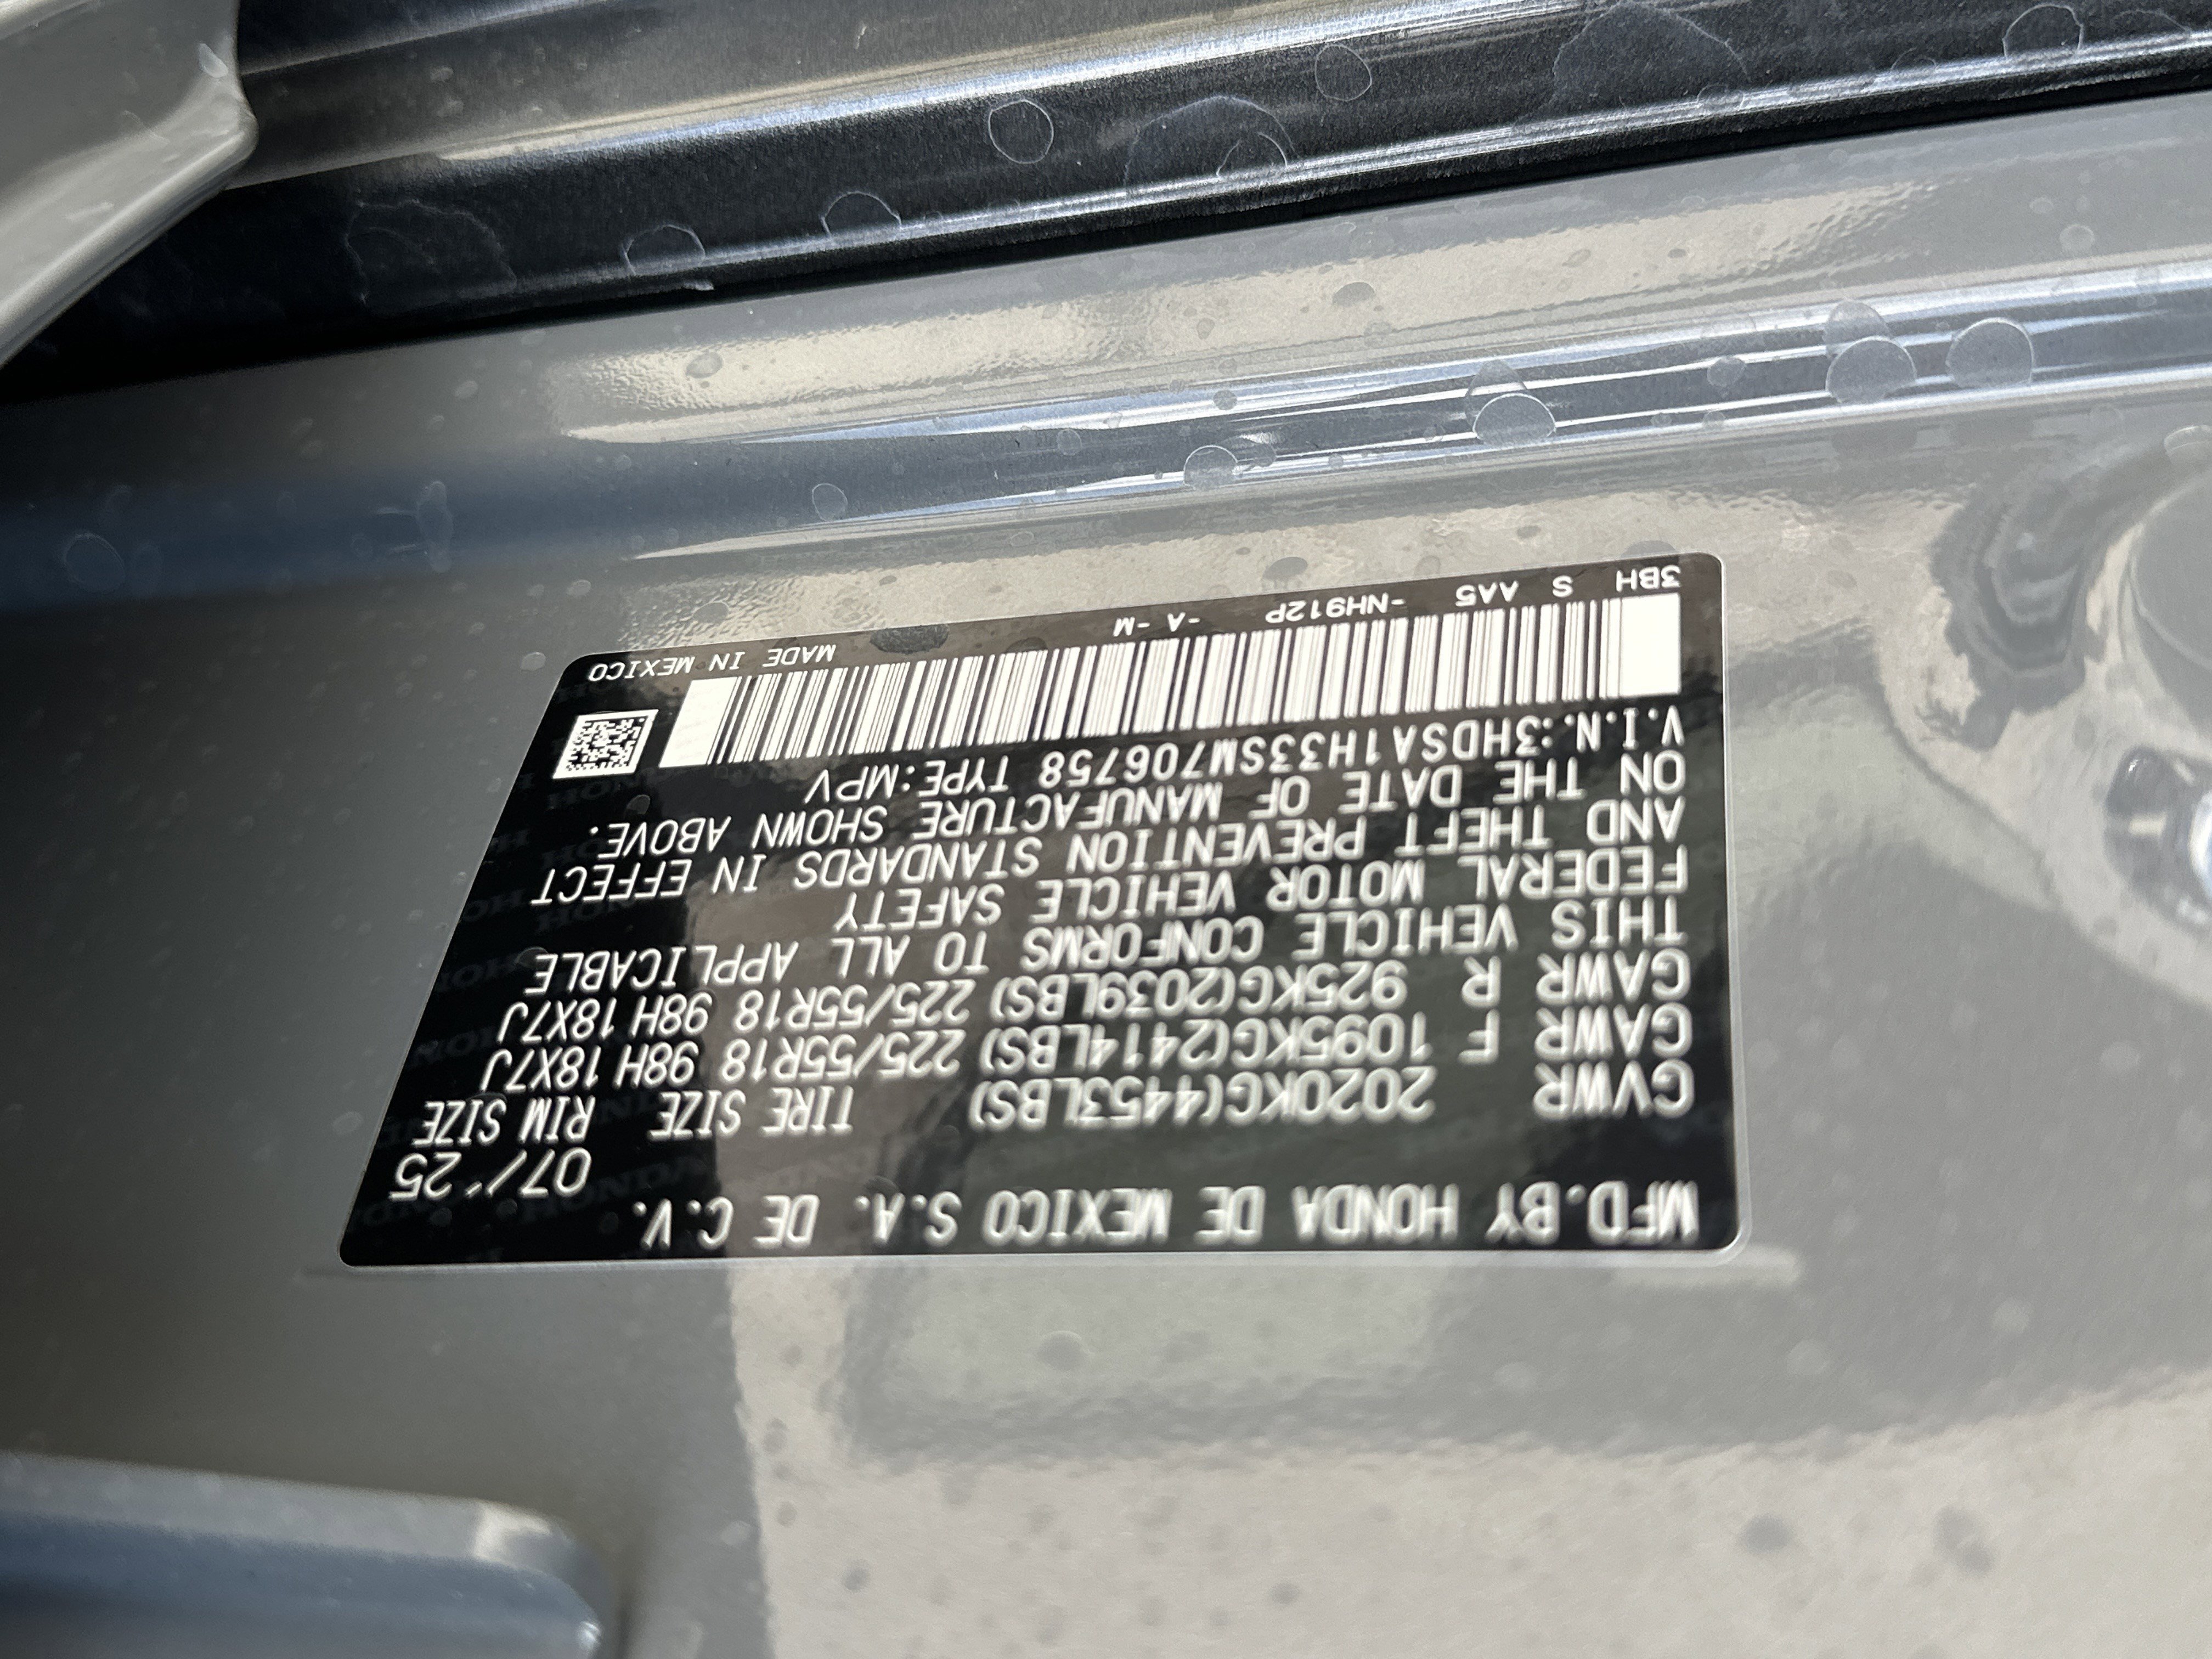 MFD.BY HONDA DE MEXICO S.A. DE C.V.
07/'25
GVWR 2020KG(4453LBS) TIRE SIZE RIM SIZE
GAWR F 1095KG(2414LBS) 225/55R18 98H 18X7J
GAWR R 925KG(2039LBS) 225/55R18 98H 18X7J
THIS VEHICLE CONFORMS TO ALL APPLICABLE
FEDERAL MOTOR VEHICLE SAFETY
AND THEFT PREVENTION STANDARDS IN EFFECT
ON THE DATE OF MANUFACTURE SHOWN ABOVE.
V.I.N.:3HDSA1H33SM706758 TYPE:MPV
3BH S AA5 -NH912P -A -M MADE IN MEXICO